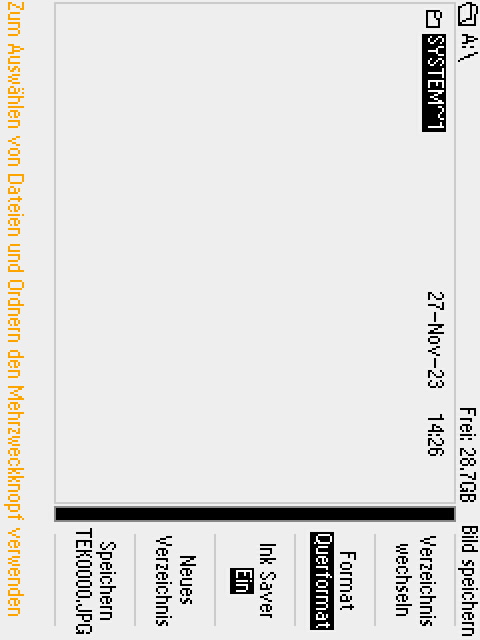 A:\
Frei: 28.7GB
Bild speichern
SYSTEM~1
27-Nov-23
14:26
Verzeichnis
wechseln
Format
Querformat
Ink Saver
Ein
Neues
Verzeichnis
Speichern
TEK0000.JPG
Zum Auswählen von Dateien und Ordnern den Mehrzweckknopf verwenden